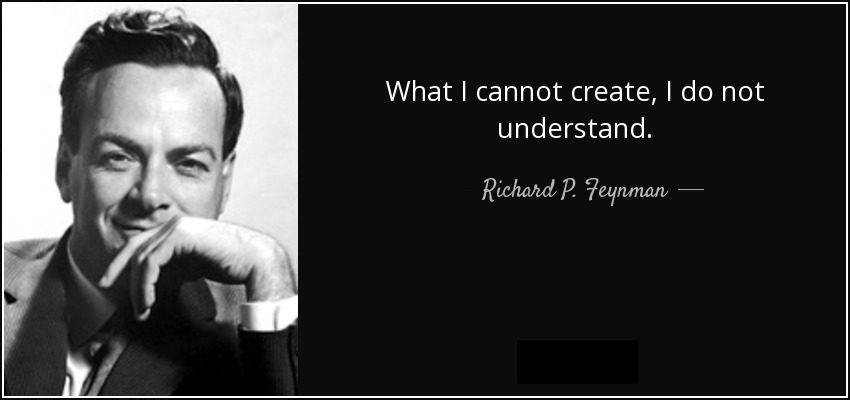 What I cannot create, I do not
understand.
Richard P. Feynman —